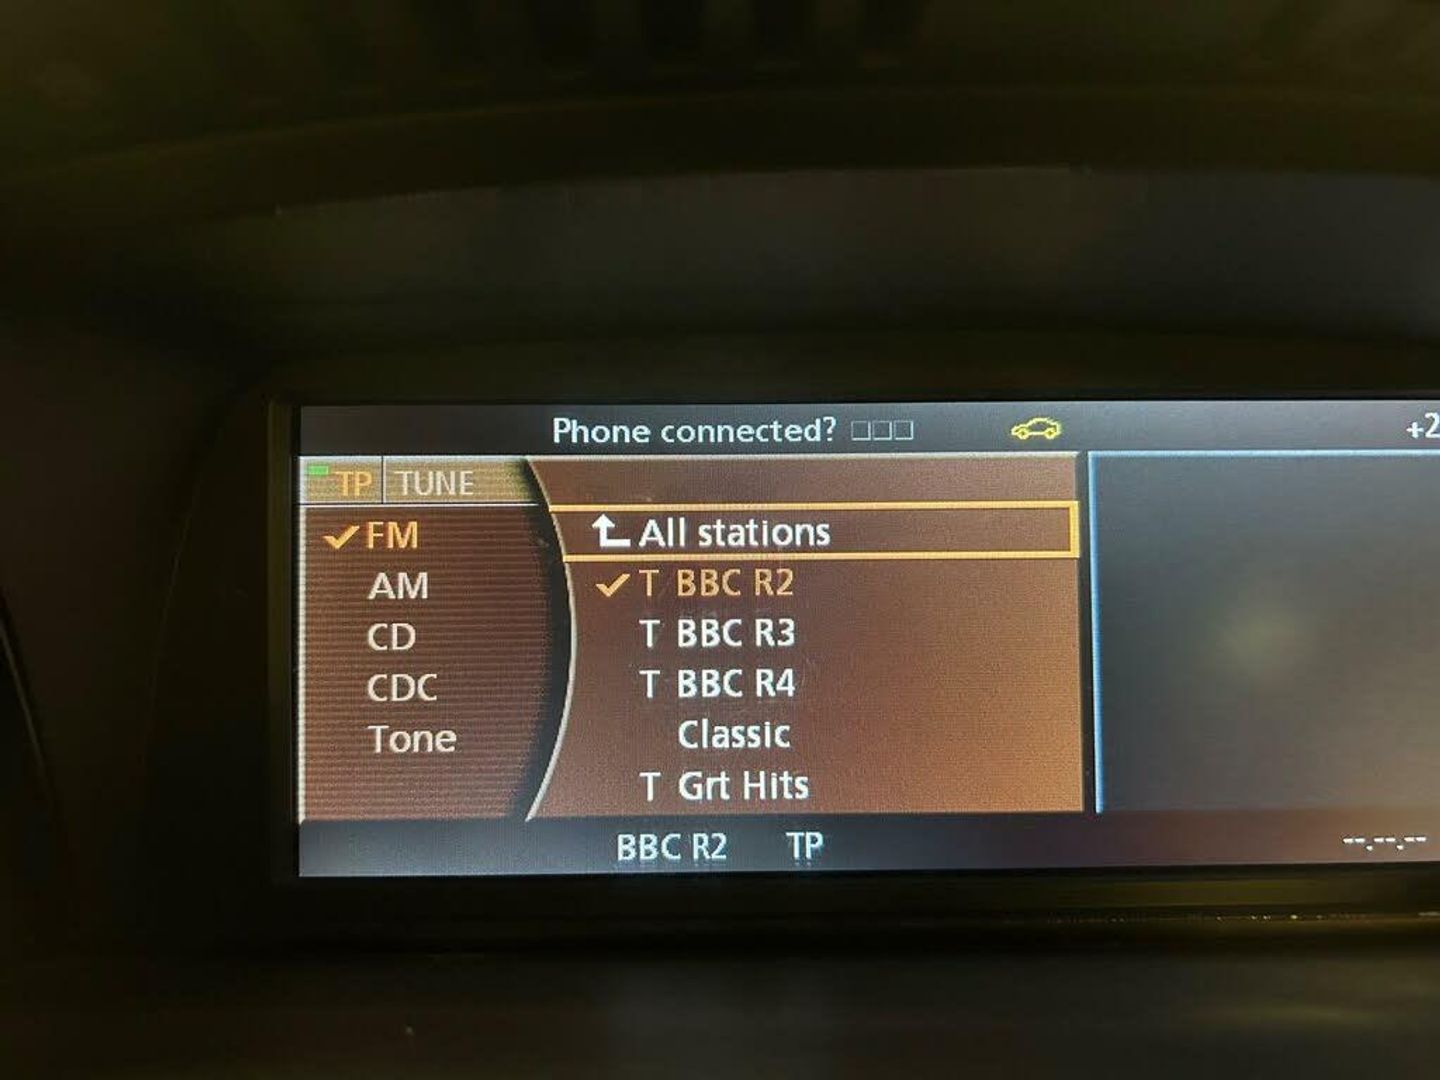 Phone connected? □□□ +2
TP TUNE
FM
AM
CD
CDC
Tone
All stations
T BBC R2
T BBC R3
T BBC R4
Classic
T Grt Hits
BBC R2 TP --.--.--